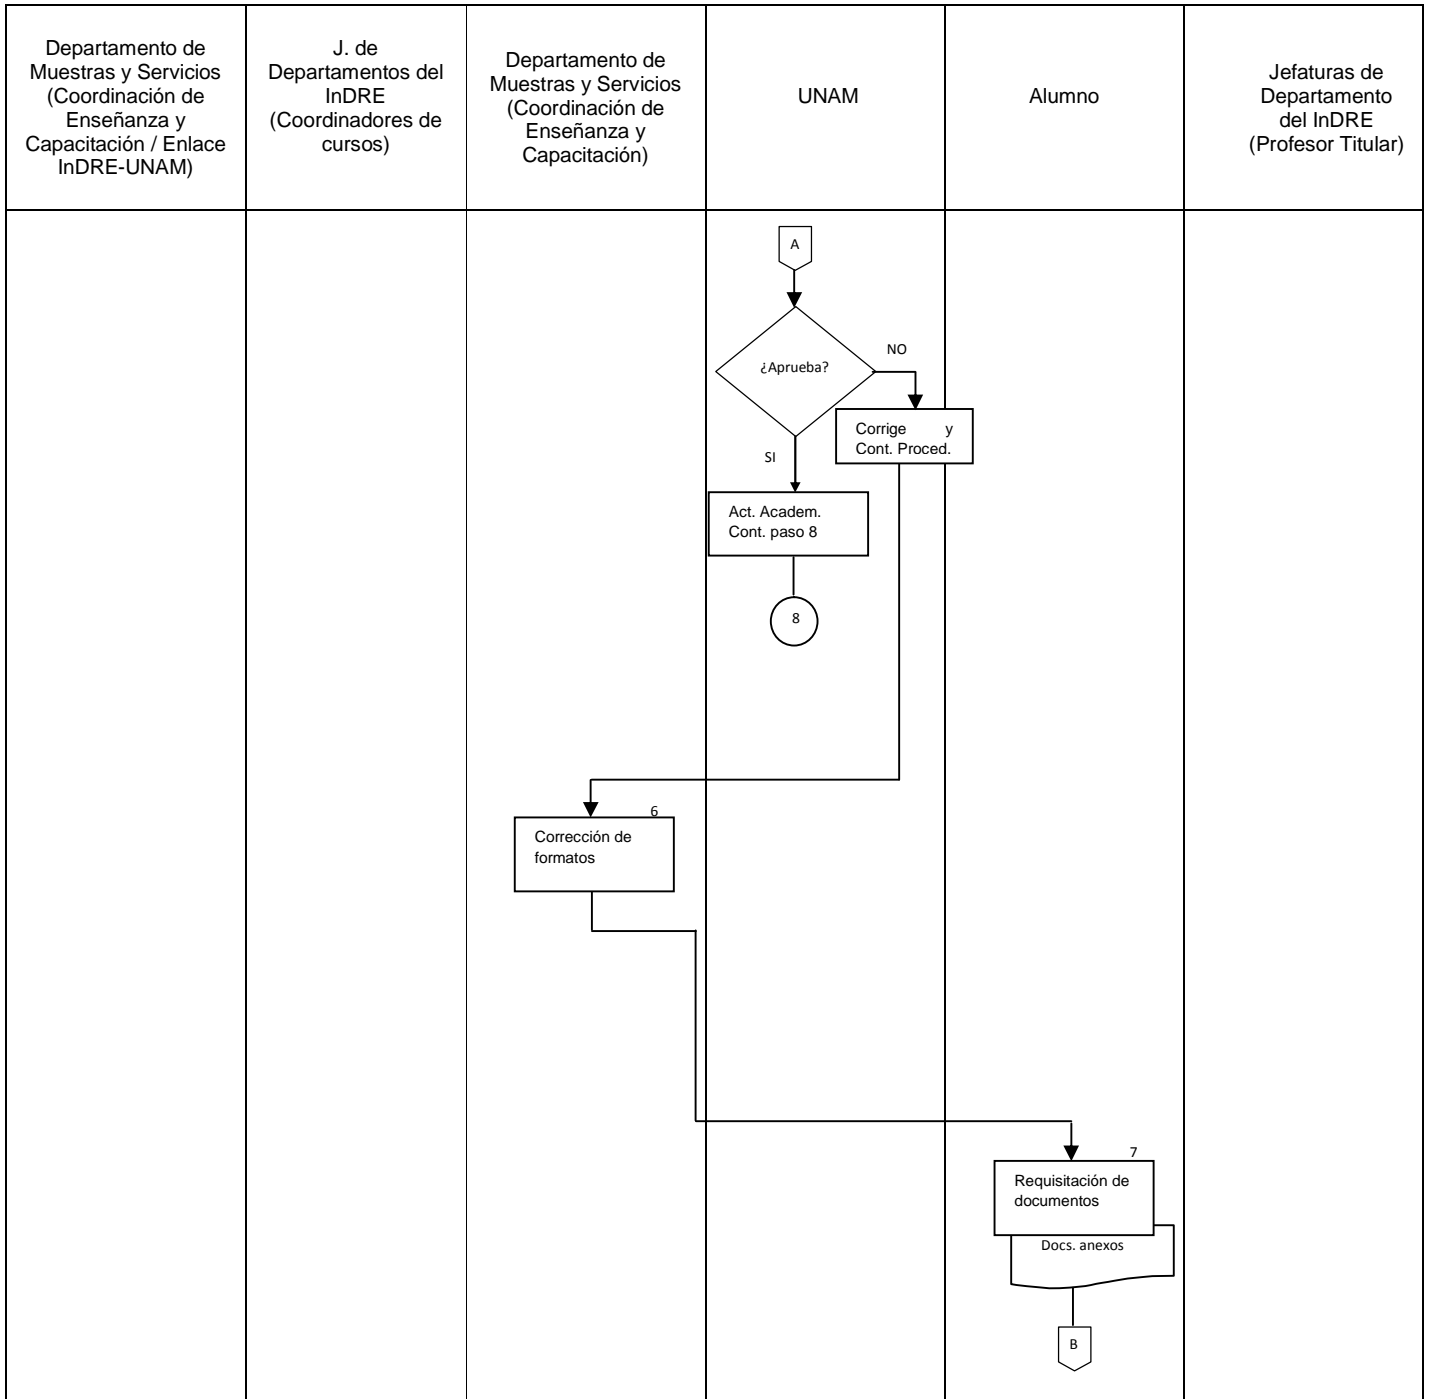 Departamento de
Muestras y Servicios
(Coordinación de
Enseñanza y
Capacitación / Enlace
InDRE-UNAM)
J. de
Departamentos del
InDRE
(Coordinadores de
cursos)
Departamento de
Muestras y Servicios
(Coordinación de
Enseñanza y
Capacitación)
UNAM
Alumno
Jefaturas de
Departamento
del InDRE
(Profesor Titular)
A
¿Aprueba?
NO
Corrige y
Cont. Proced.
SI
Act. Academ.
Cont. paso 8
8
6
Corrección de
formatos
7
Requisitación de
documentos
Docs. anexos
B